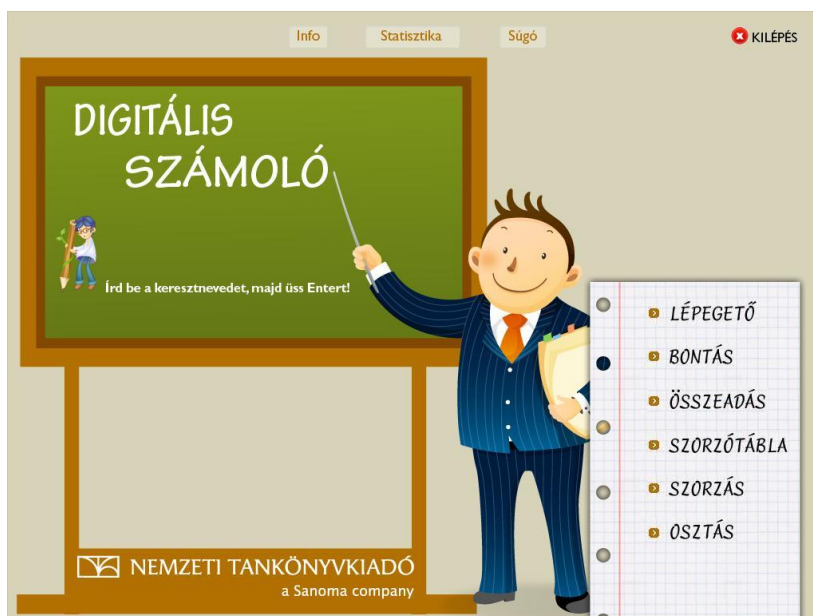 Info Statisztika Súgó KILÉPÉS
DIGITÁLIS
SZÁMOLÓ
Írd be a keresztnevedet, majd üss Entert!
LÉPEGETŐ
BONTÁS
ÖSSZEADÁS
SZORZÓTÁBLA
SZORZÁS
OSZTÁS
NEMZETI TANKÖNYVKIADÓ
a Sanoma company